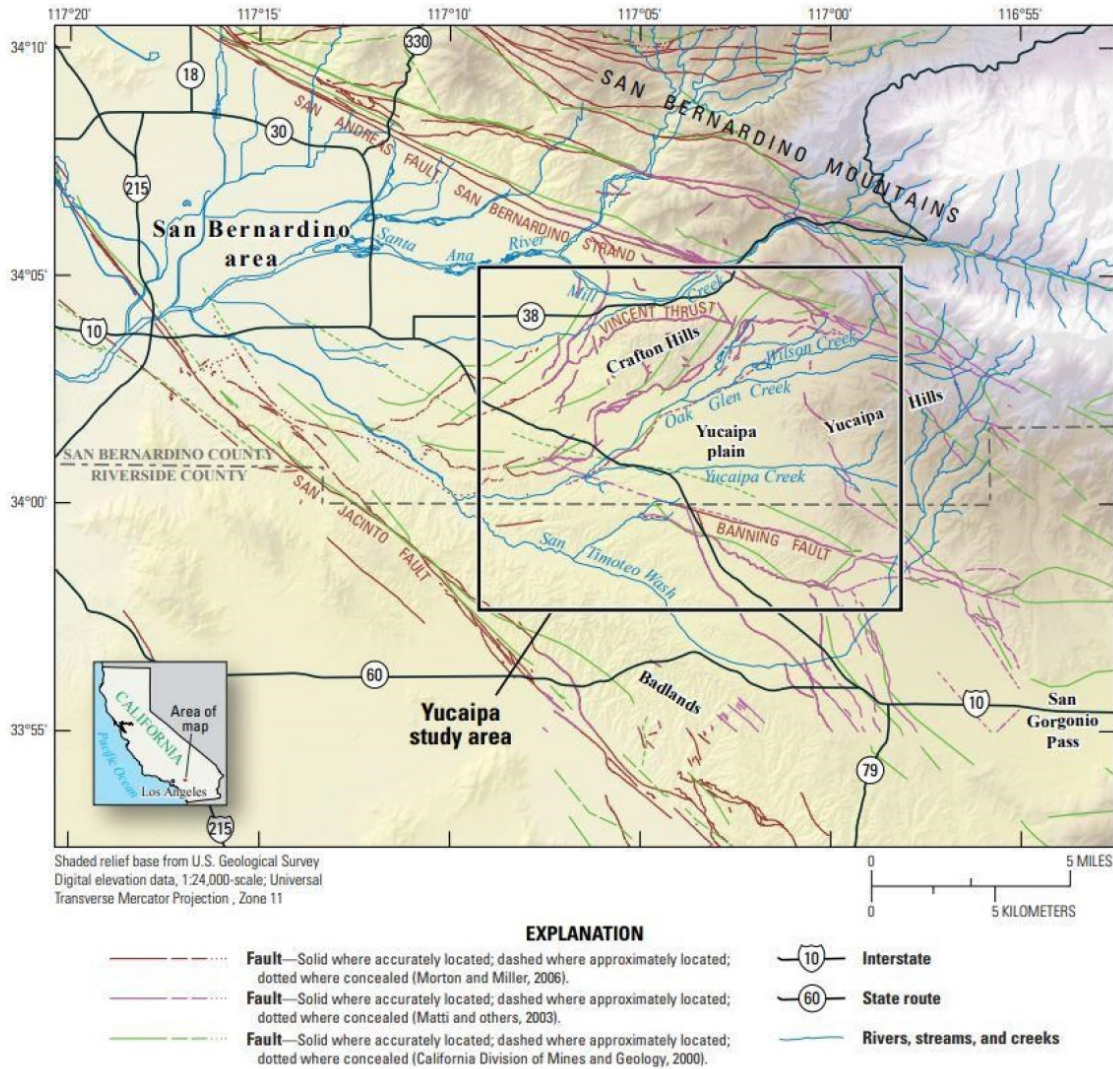 117°20' 117°15' 117°10' 117°05' 117°00' 116°55'
34°10'
34°05'
34°00'
33°55'
330
18
30
215
SAN BERNARDINO MOUNTAINS
SAN ANDREAS FAULT SAN BERNARDINO STRAND
San Bernardino
area
Santa Ana River
Mill Creek
10
38
VINCENT THRUST
Crafton Hills
Wilson Creek
Oak Glen Creek
Yucaipa
plain
Yucaipa Hills
Yucaipa Creek
SAN BERNARDINO COUNTY
RIVERSIDE COUNTY
SAN JACINTO FAULT
BANNING FAULT
San Timoteo Wash
60
Badlands
Yucaipa
study area
10
San
Gorgonio
Pass
79
CALIFORNIA
Area of
map
Pacific Ocean
Los Angeles
215
Shaded relief base from U.S. Geological Survey
Digital elevation data, 1:24,000-scale; Universal
Transverse Mercator Projection , Zone 11
0 5 MILES
0 5 KILOMETERS
EXPLANATION
Fault—Solid where accurately located; dashed where approximately located;
dotted where concealed (Morton and Miller, 2006).
Fault—Solid where accurately located; dashed where approximately located;
dotted where concealed (Matti and others, 2003).
Fault—Solid where accurately located; dashed where approximately located;
dotted where concealed (California Division of Mines and Geology, 2000).
10 Interstate
60 State route
Rivers, streams, and creeks